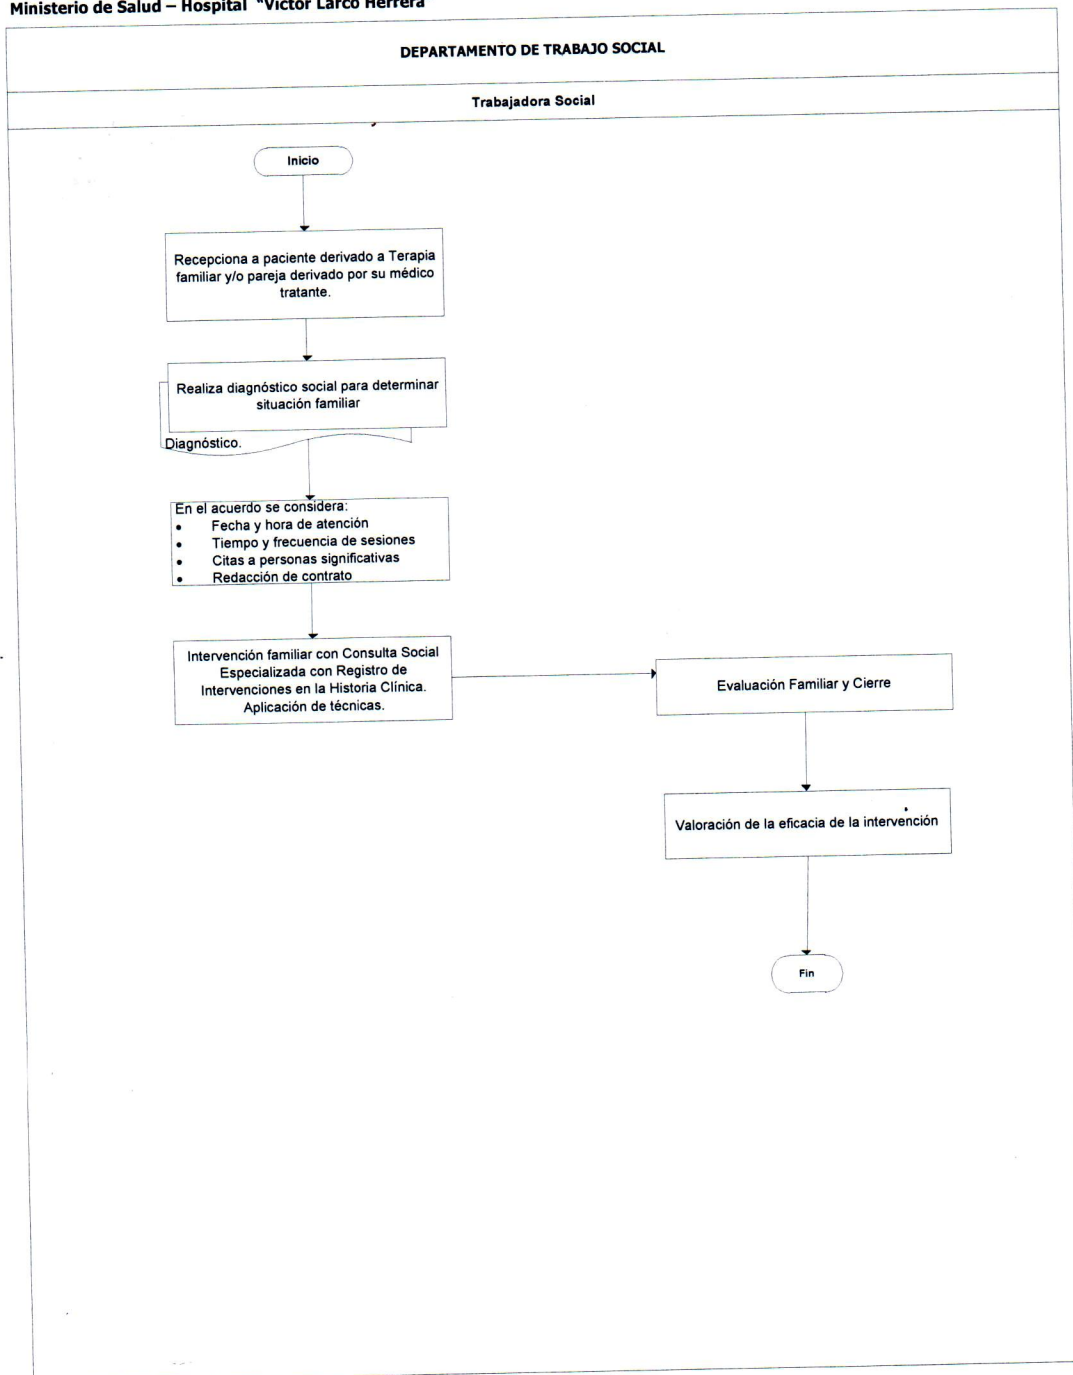 Ministerio de Salud – Hospital "Víctor Larco Herrera"
DEPARTAMENTO DE TRABAJO SOCIAL
Trabajadora Social
Inicio
Recepciona a paciente derivado a Terapia
familiar y/o pareja derivado por su médico
tratante.
Realiza diagnóstico social para determinar
situación familiar
Diagnóstico.
En el acuerdo se considera:
• Fecha y hora de atención
• Tiempo y frecuencia de sesiones
• Citas a personas significativas
• Redacción de contrato
Intervención familiar con Consulta Social
Especializada con Registro de
Intervenciones en la Historia Clínica.
Aplicación de técnicas.
Evaluación Familiar y Cierre
Valoración de la eficacia de la intervención
Fin